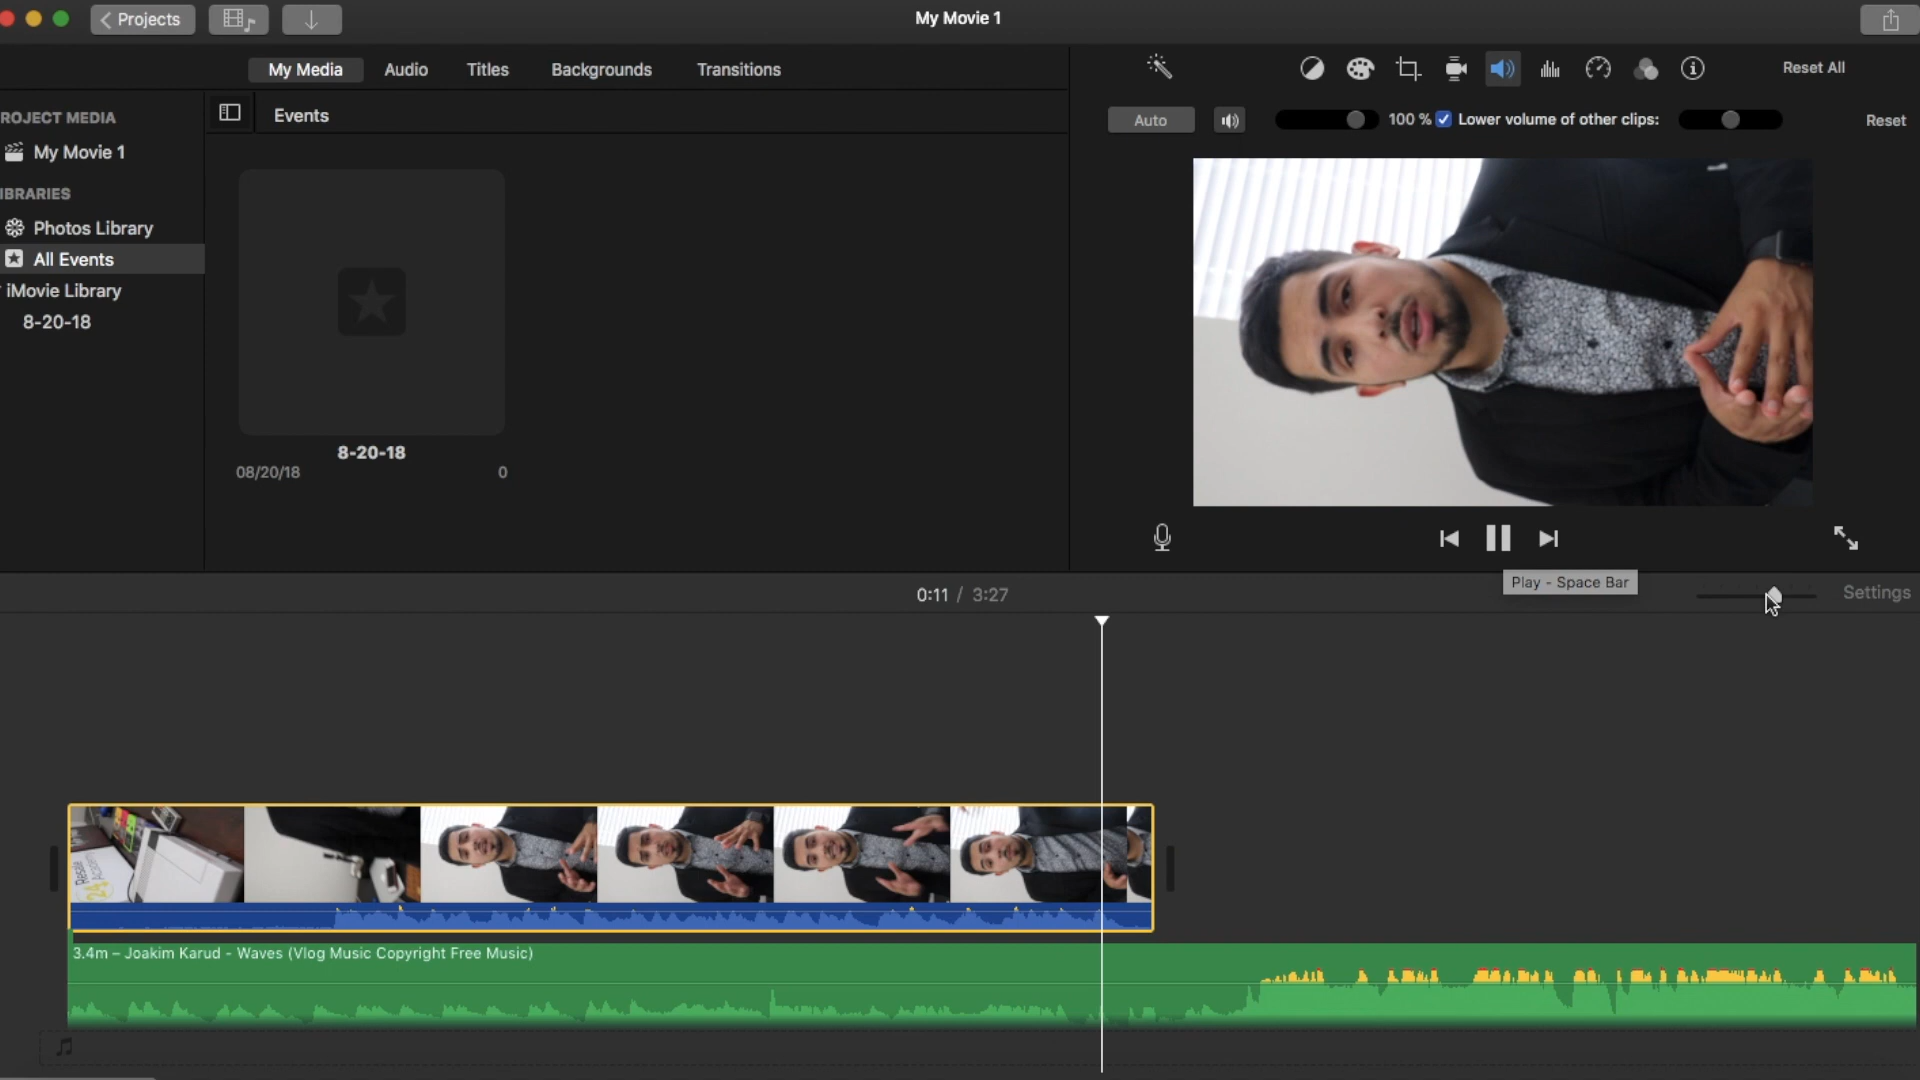 Projects
My Movie 1
My Media
Audio
Titles
Backgrounds
Transitions
Reset All
ROJECT MEDIA
My Movie 1
IBRARIES
Photos Library
All Events
iMovie Library
8-20-18
Events
8-20-18
08/20/18
0
Auto
100 %
Lower volume of other clips:
Reset
Play - Space Bar
0:11 / 3:27
Settings
Resale
Academy
24
3.4m – Joakim Karud - Waves (Vlog Music Copyright Free Music)